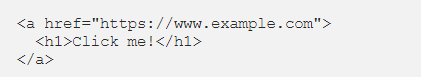 <a href="https://www.example.com">
  <h1>Click me!</h1>
</a>